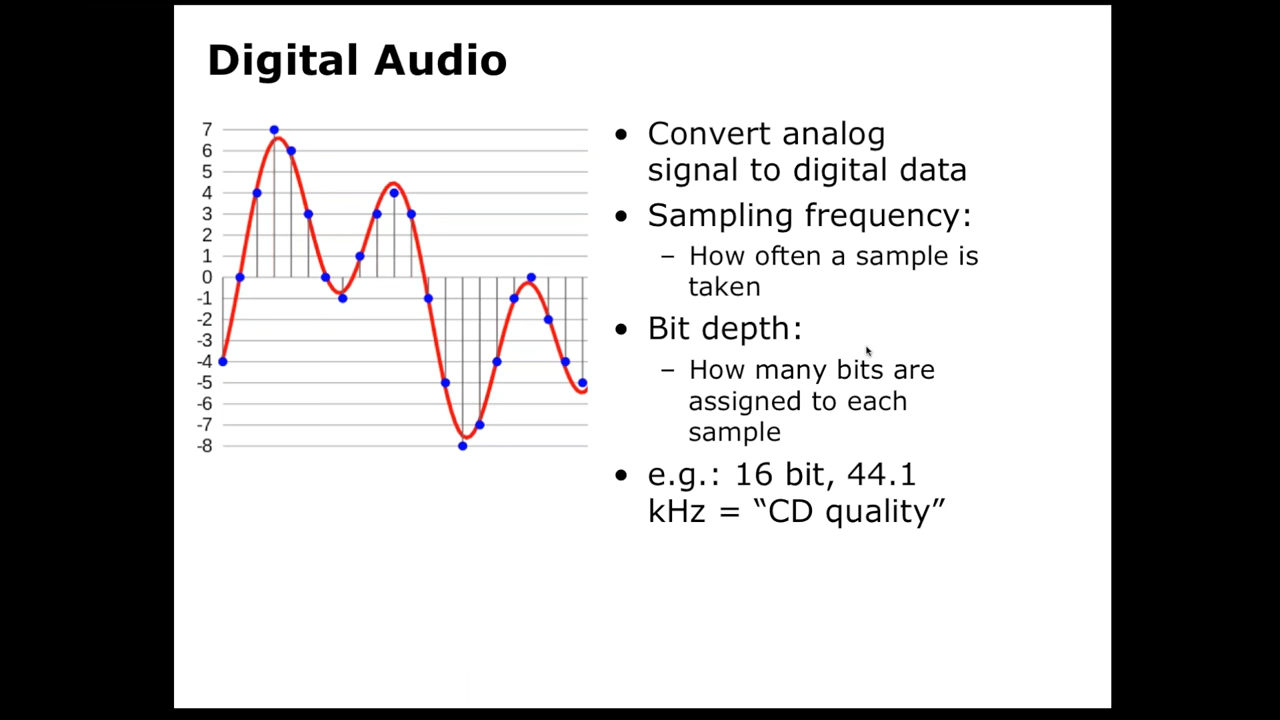 Digital Audio
7
6
5
4
3
2
1
0
-1
-2
-3
-4
-5
-6
-7
-8
• Convert analog
signal to digital data
• Sampling frequency:
– How often a sample is
taken
• Bit depth:
– How many bits are
assigned to each
sample
• e.g.: 16 bit, 44.1
kHz = “CD quality”